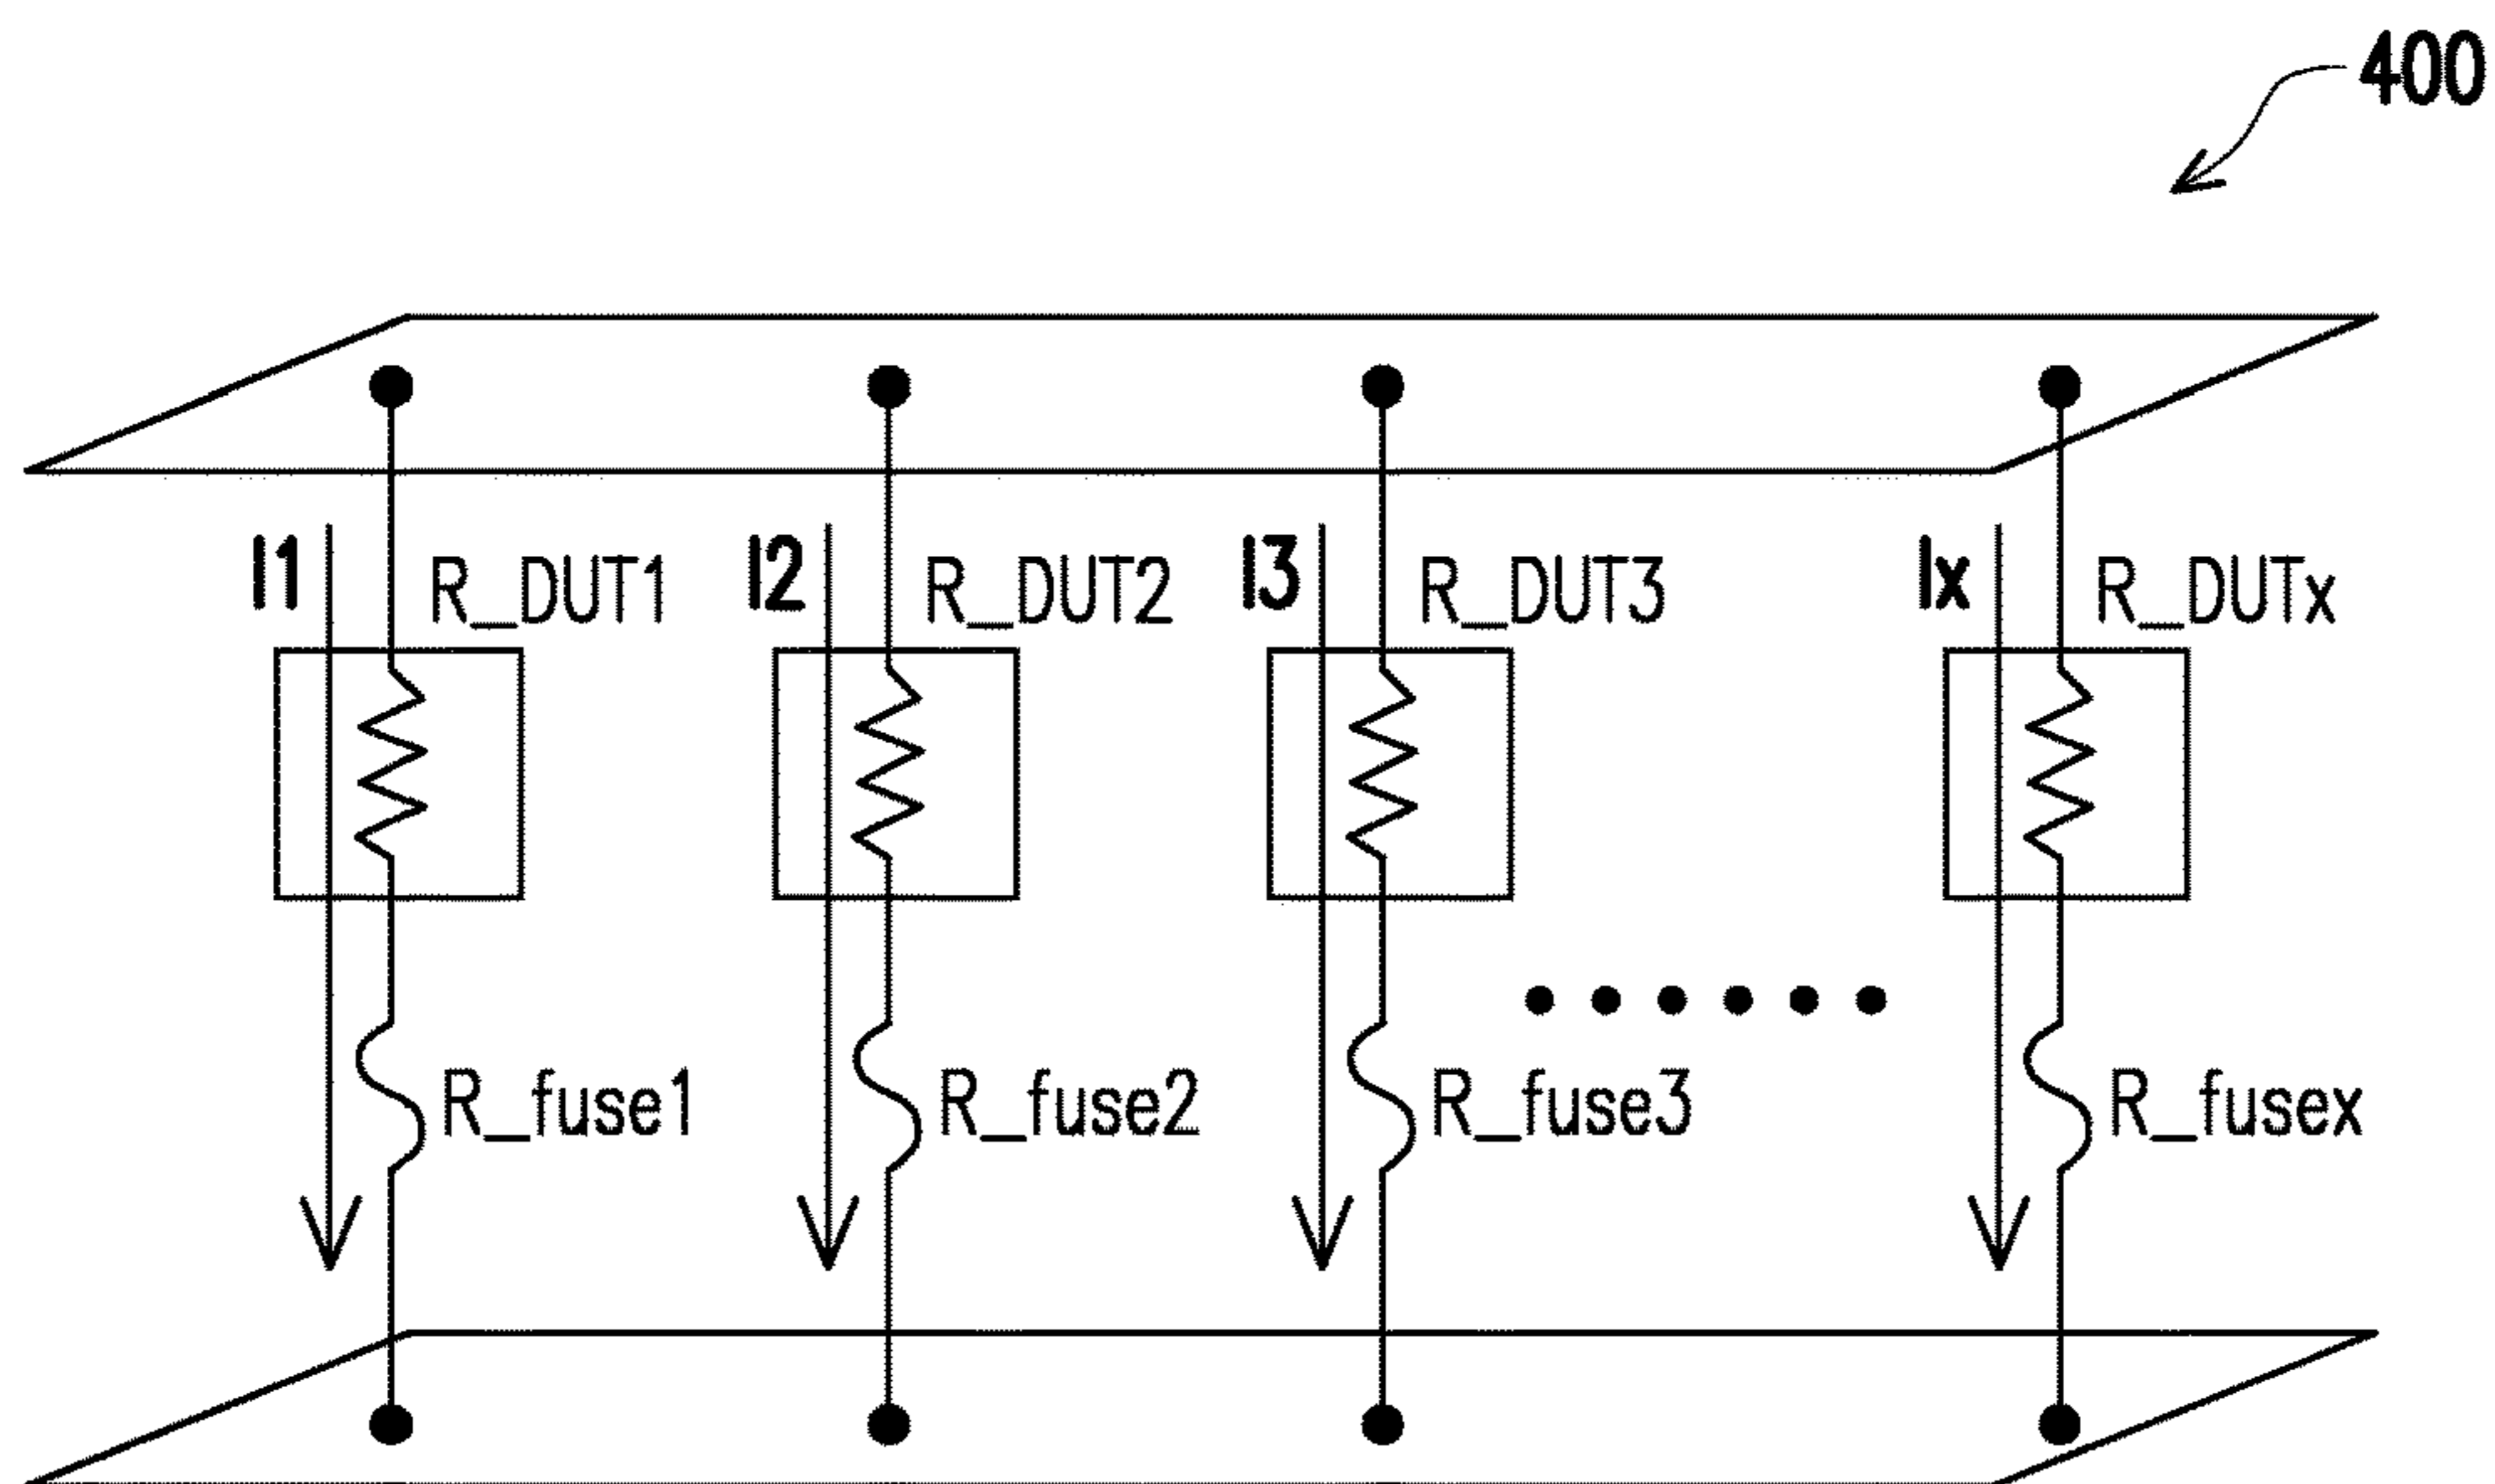 400
I1 R_DUT1 I2 R_DUT2 I3 R_DUT3 Ix R_DUTx
R_fuse1 R_fuse2 R_fuse3 R_fusex